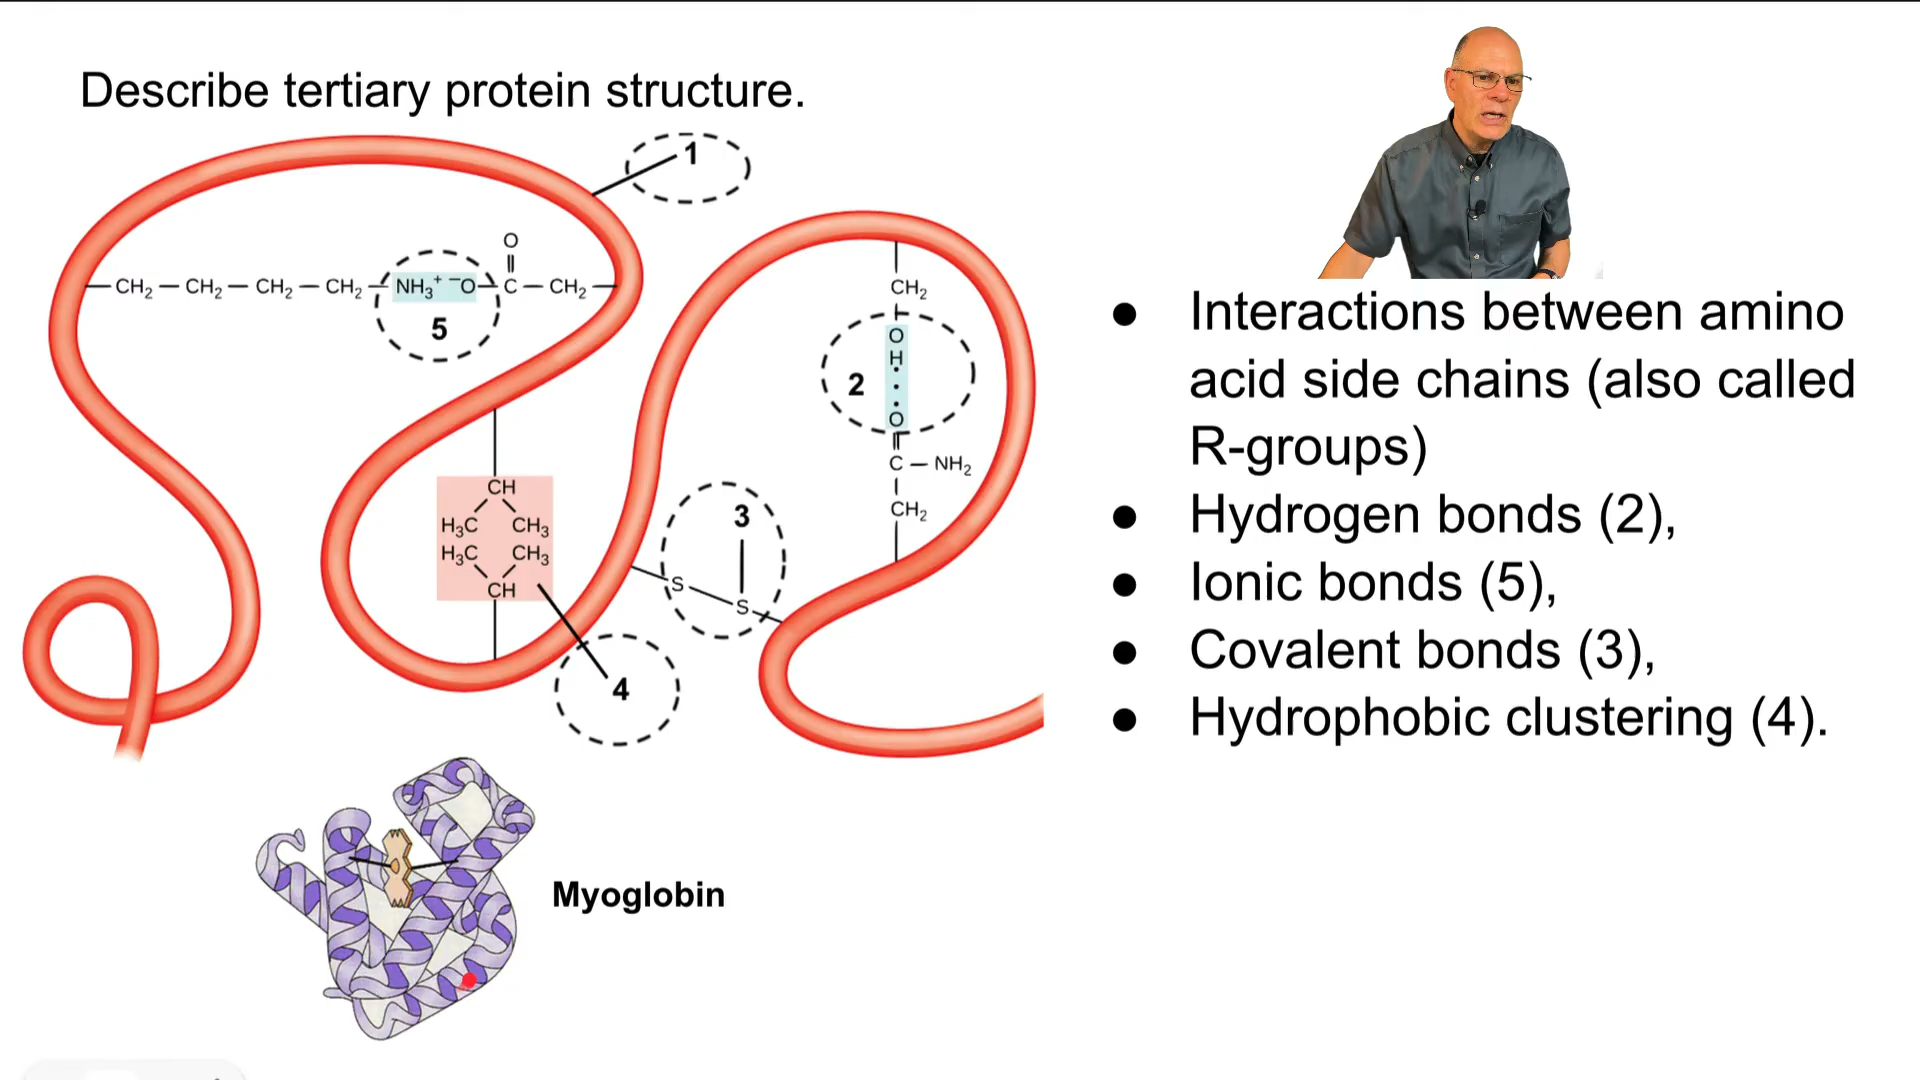 Describe tertiary protein structure.
1
O
CH₂ — CH₂ — CH₂ — CH₂ — NH₃⁺ ⁻O — C — CH₂
5
CH₂
O
H
2
O
C — NH₂
CH₂
CH
H₃C CH₃
H₃C CH₃
CH
3
S
S
4
Myoglobin
● Interactions between amino
acid side chains (also called
R-groups)
● Hydrogen bonds (2),
● Ionic bonds (5),
● Covalent bonds (3),
● Hydrophobic clustering (4).